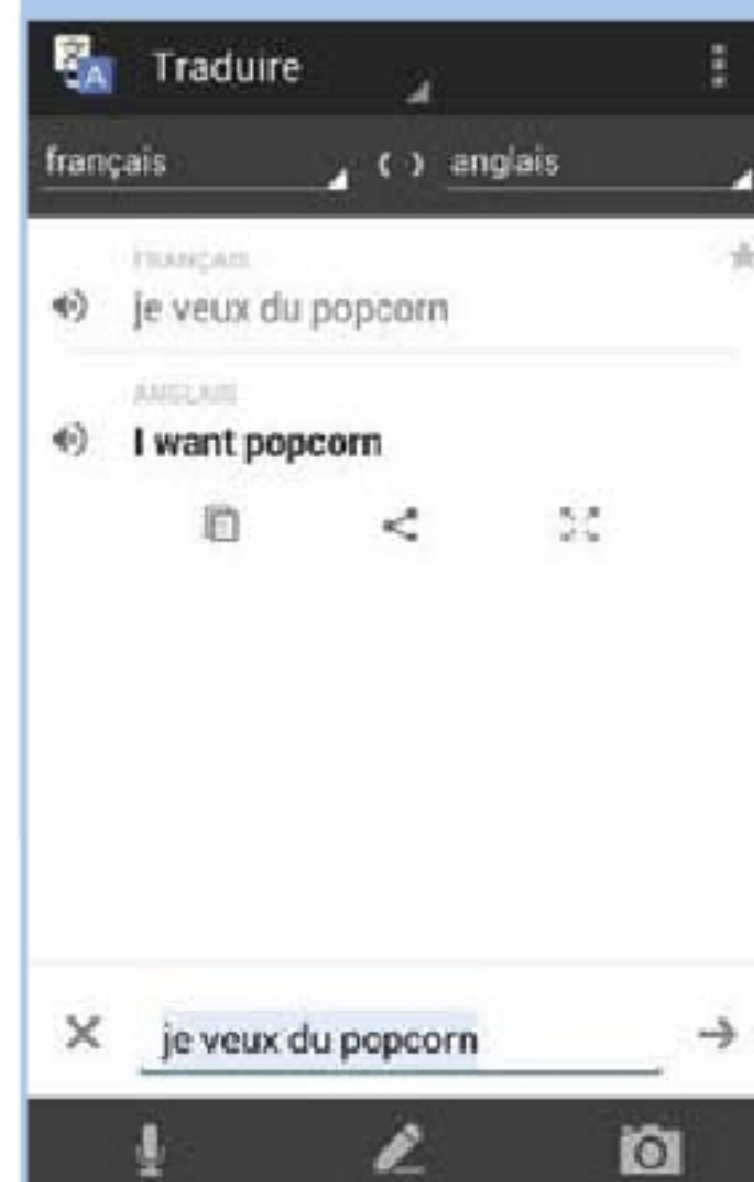 Traduire
français anglais
FRANÇAIS
je veux du popcorn
ANGLAIS
I want popcorn
je veux du popcorn